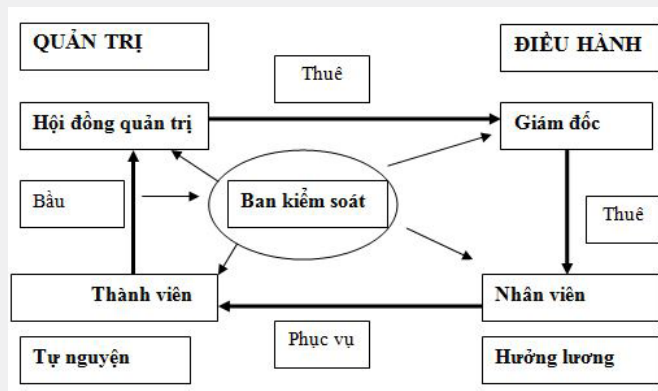 QUẢN TRỊ
ĐIỀU HÀNH
Thuê
Hội đồng quản trị
Giám đốc
Bầu
Ban kiểm soát
Thuê
Thành viên
Nhân viên
Phục vụ
Tự nguyện
Hưởng lương